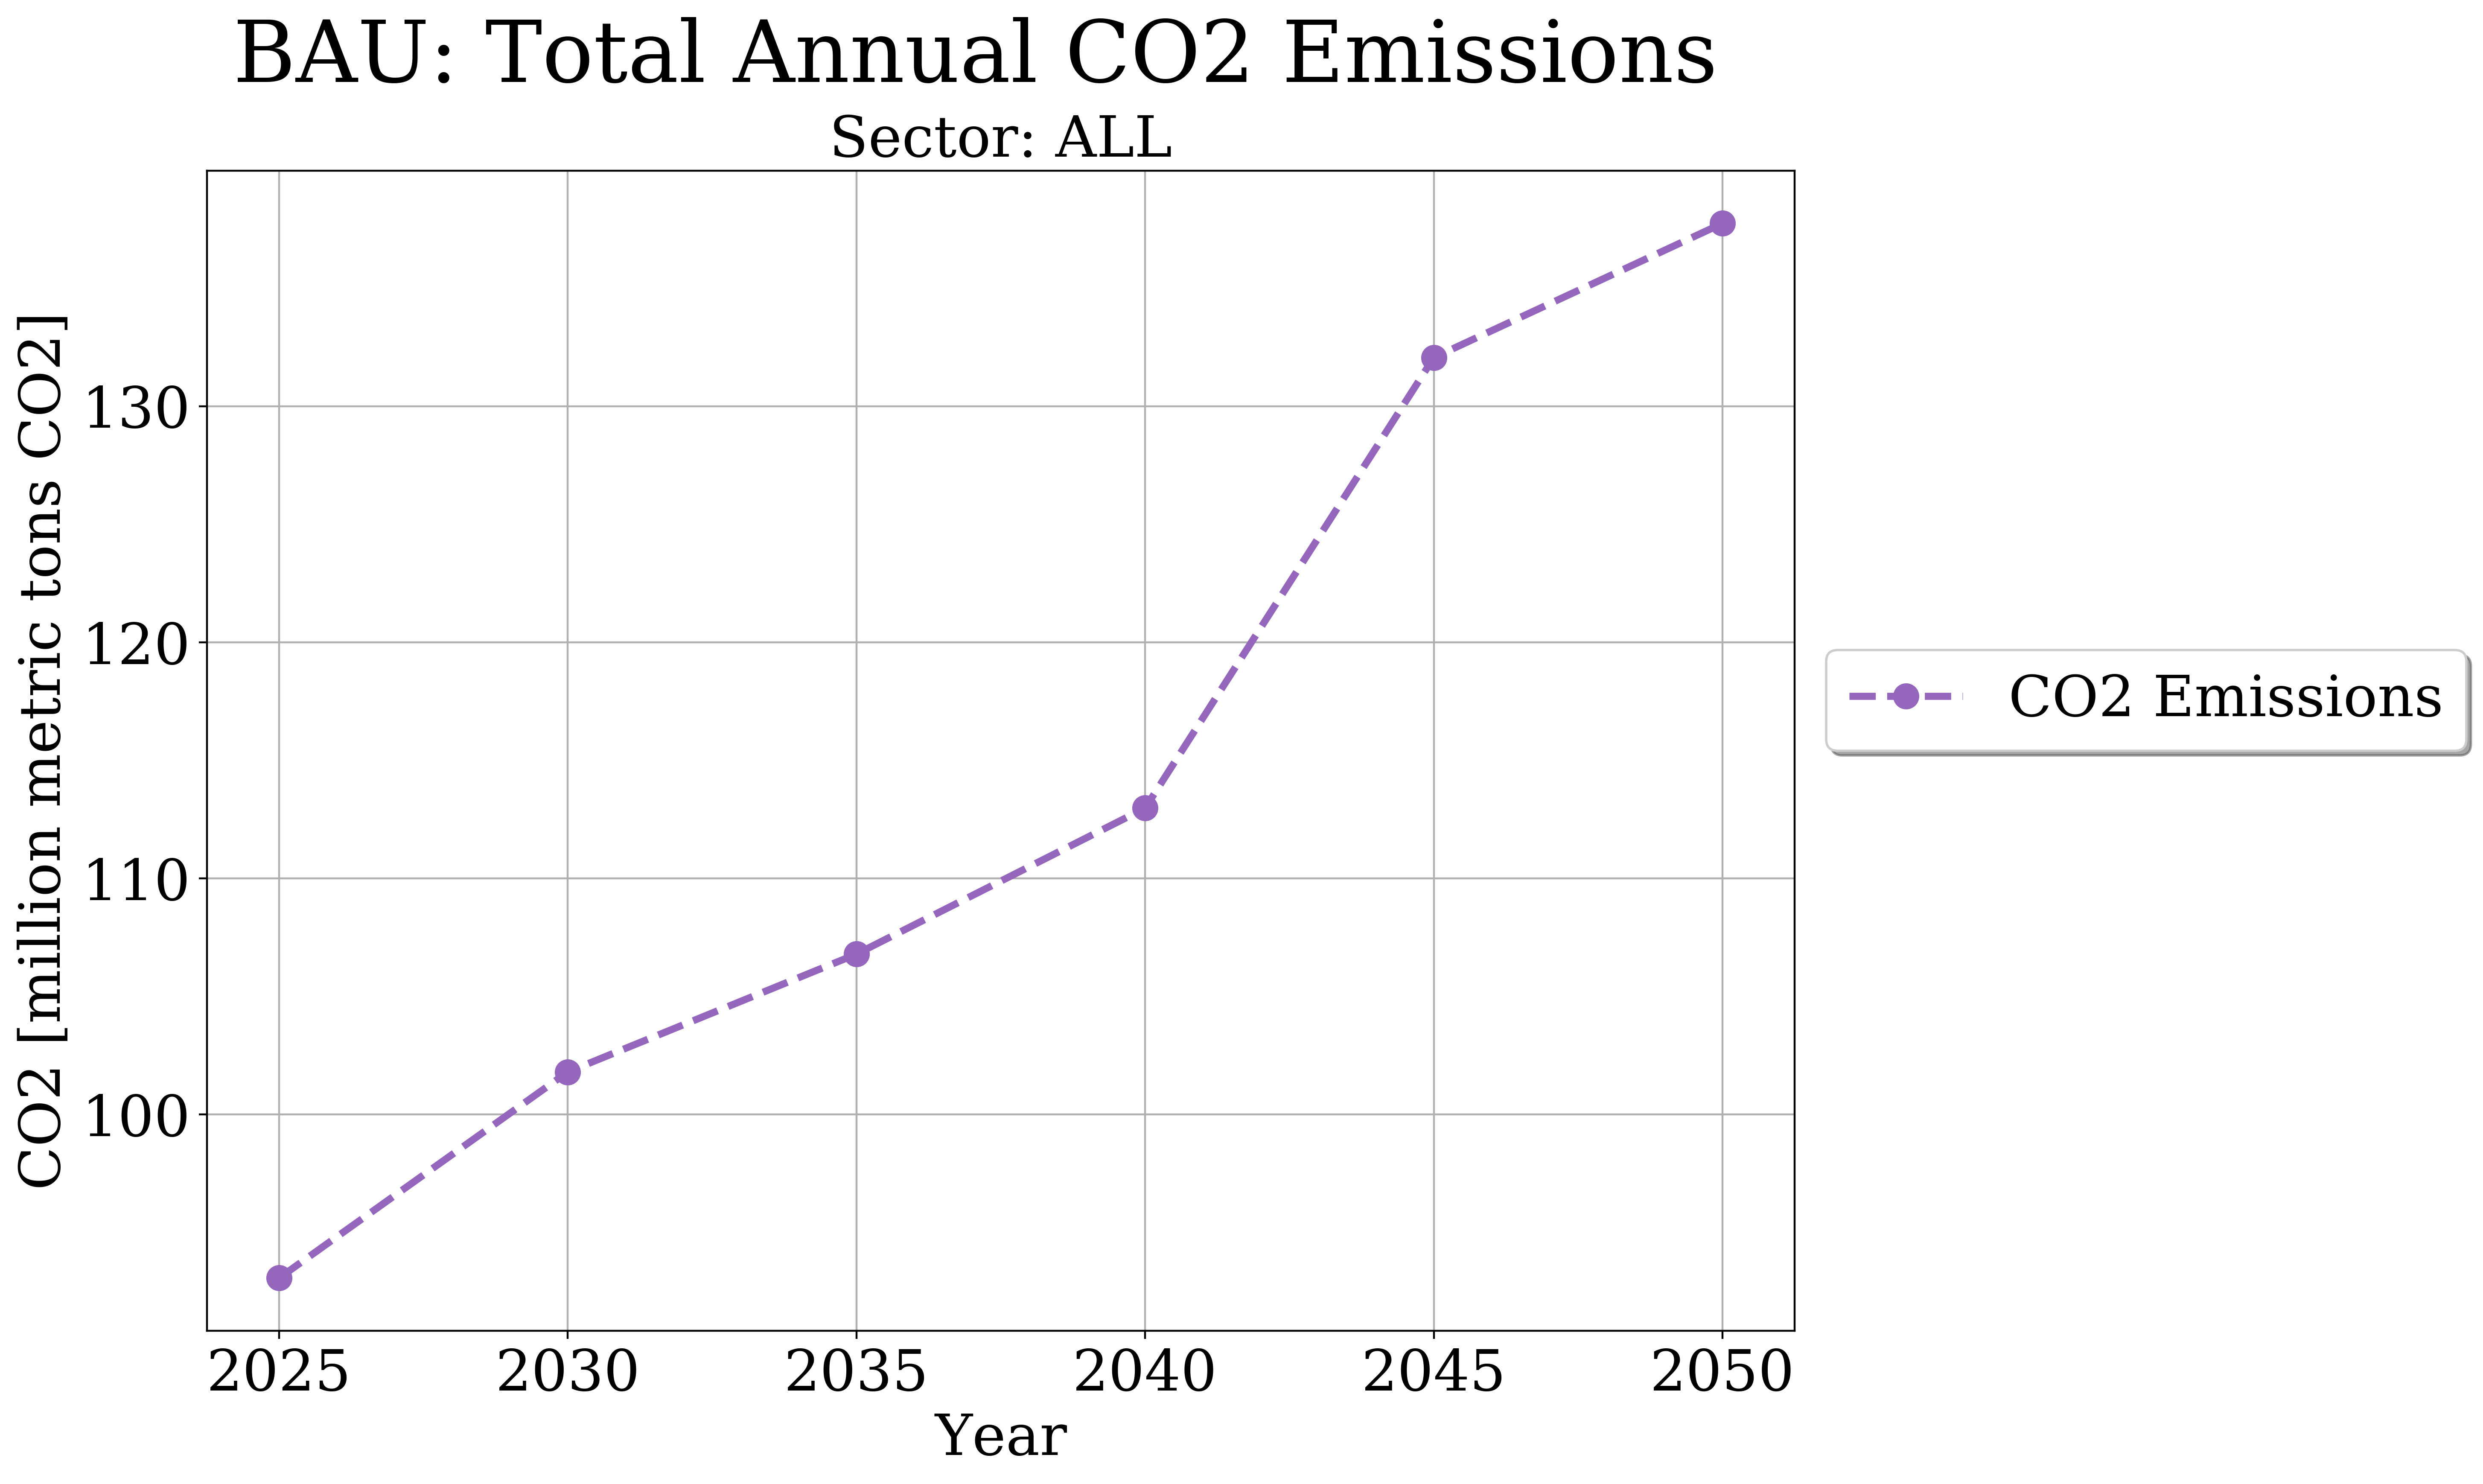 BAU: Total Annual CO2 Emissions
Sector: ALL
CO2 [million metric tons CO2]
130
120
110
100
CO2 Emissions
2025 2030 2035 2040 2045 2050
Year